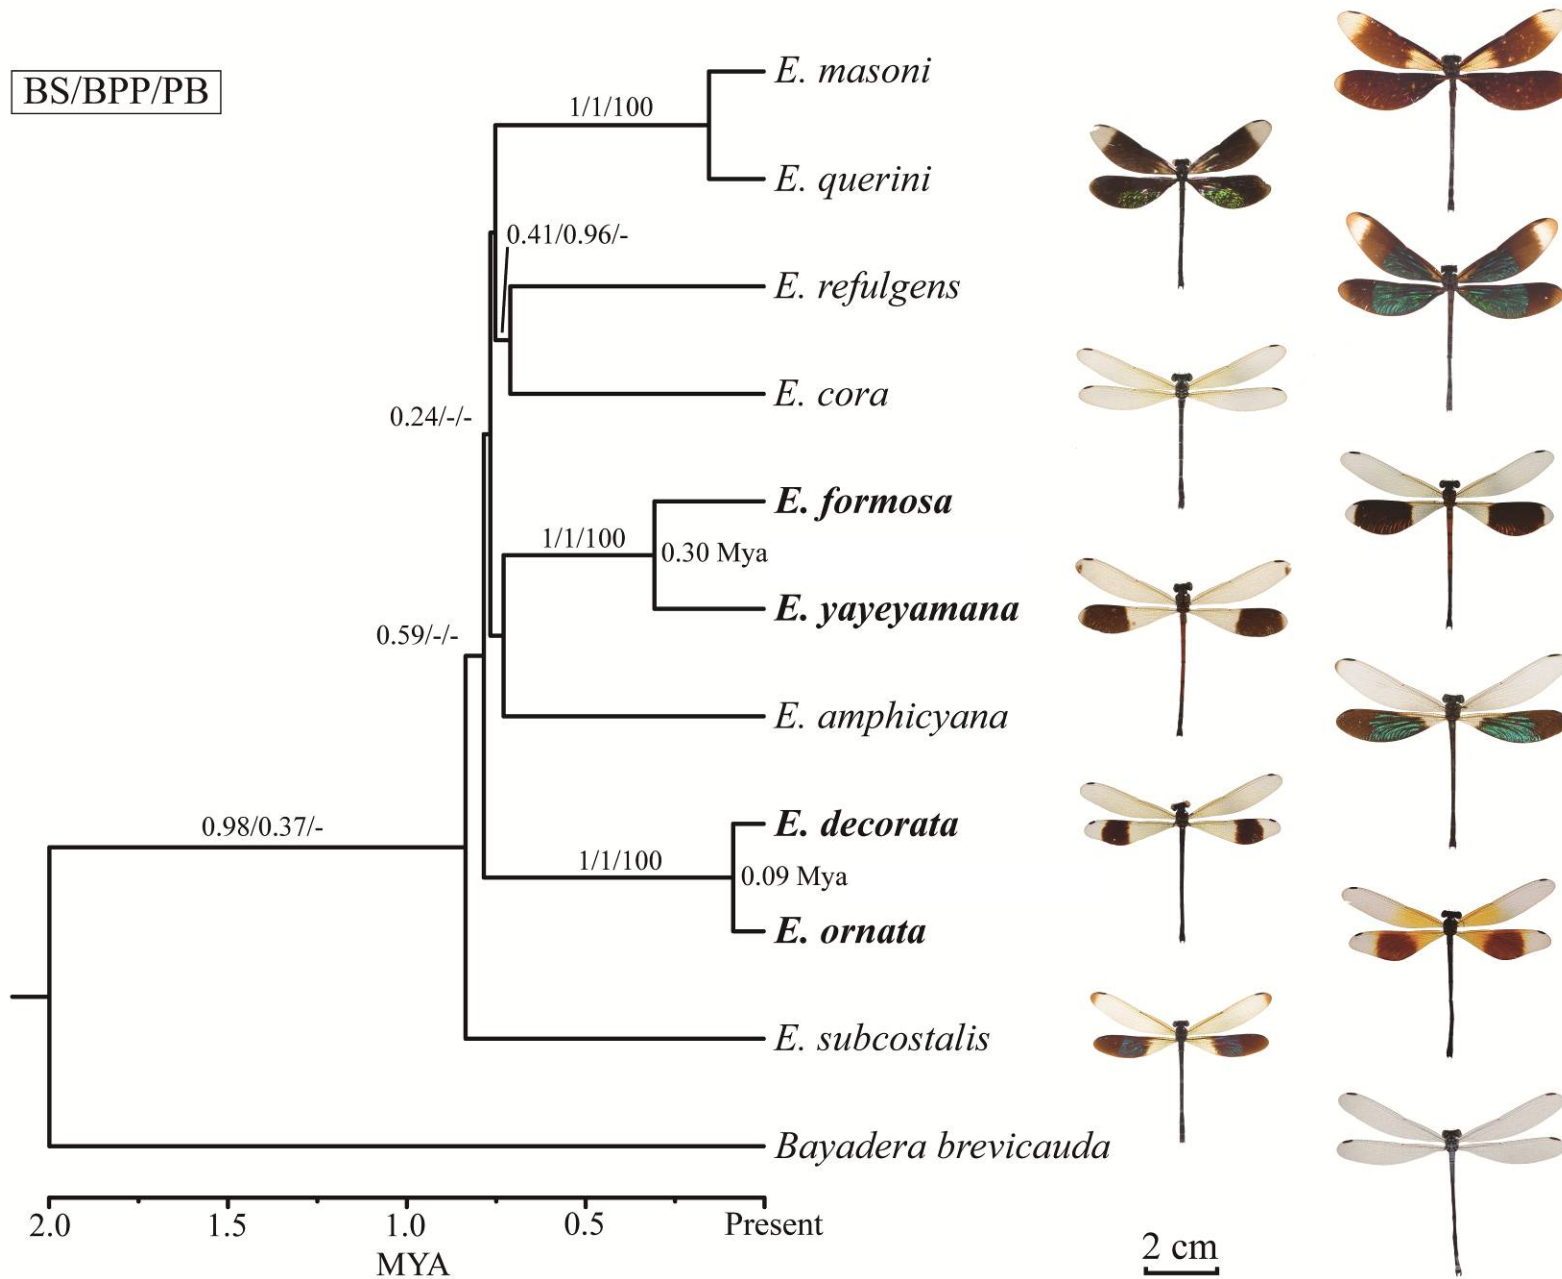 BS/BPP/PB
E. masoni
1/1/100
E. querini
0.41/0.96/-
E. refulgens
E. cora
0.24/-/-
E. formosa
1/1/100
0.30 Mya
E. yayeyamana
0.59/-/-
E. amphicyana
E. decorata
0.98/0.37/-
1/1/100
0.09 Mya
E. ornata
E. subcostalis
Bayadera brevicauda
2.0 1.5 1.0 0.5 Present
MYA
2 cm